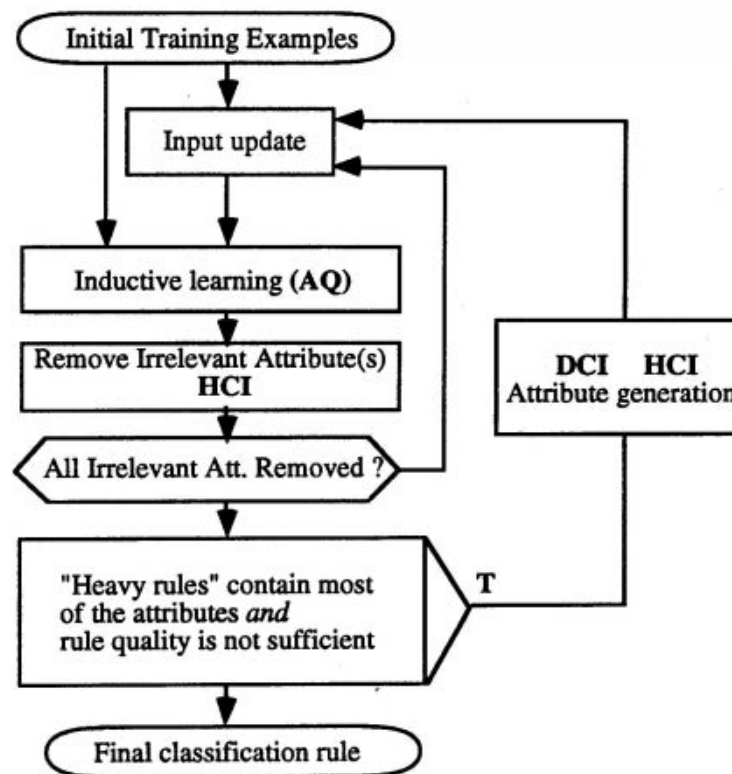 Initial Training Examples
Input update
Inductive learning (AQ)
Remove Irrelevant Attribute(s)
HCI
DCI HCI
Attribute generation
All Irrelevant Att. Removed ?
"Heavy rules" contain most
of the attributes and
rule quality is not sufficient
T
Final classification rule